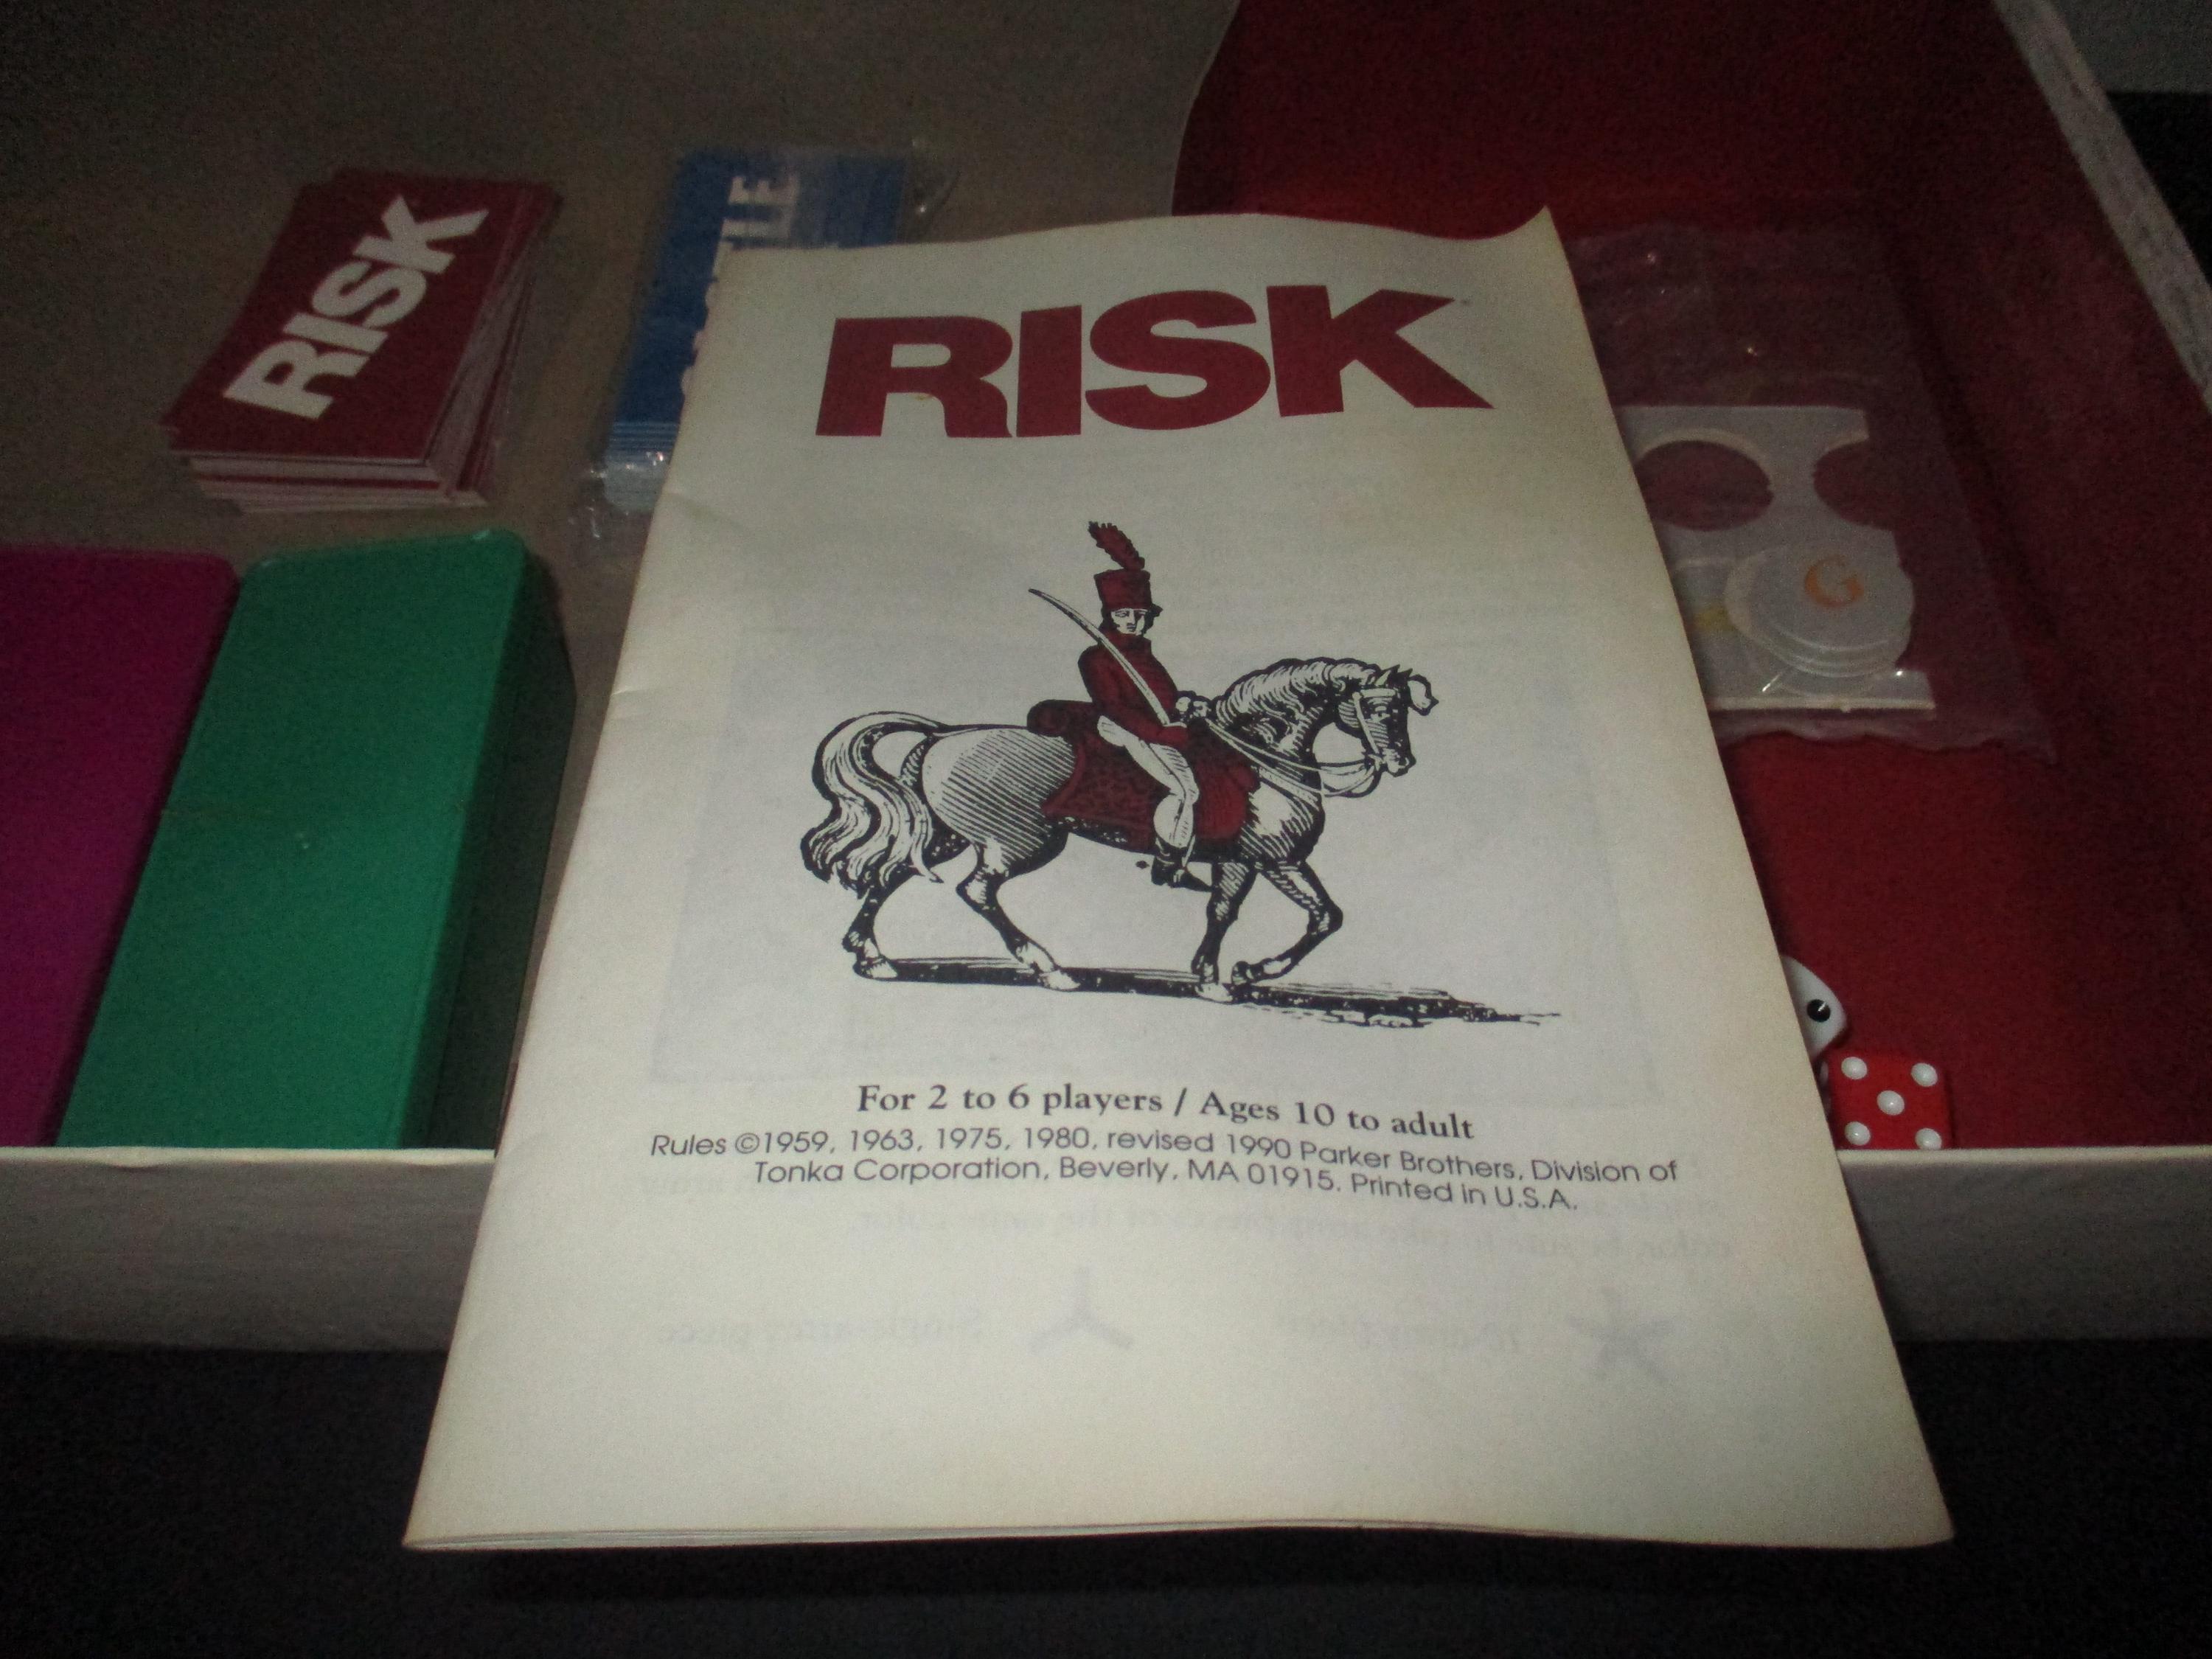 RISK
RISK
For 2 to 6 players / Ages 10 to adult
Rules ©1959, 1963, 1975, 1980, revised 1990 Parker Brothers, Division of
Tonka Corporation, Beverly, MA 01915. Printed in U.S.A.
G